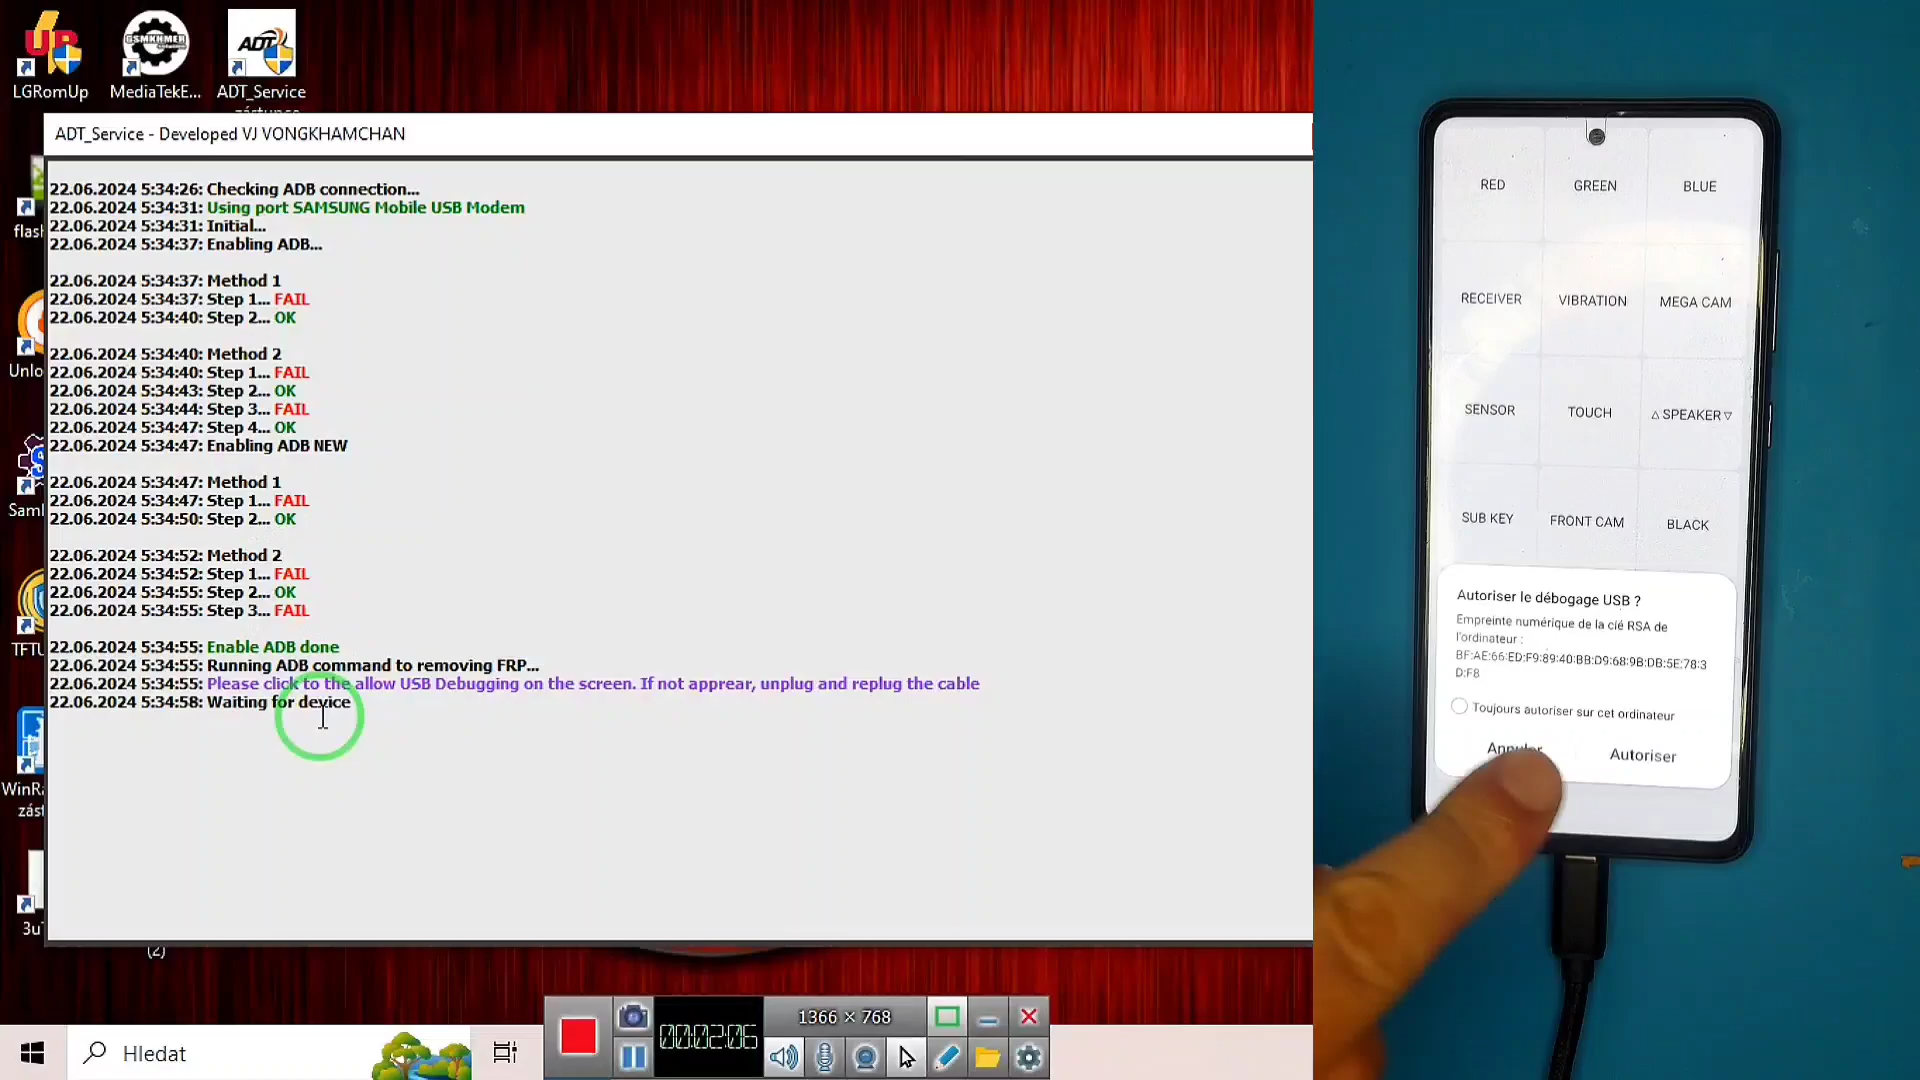 LGRomUp
MediaTekE...
ADT_Service
ADT_Service - Developed VJ VONGKHAMCHAN
22.06.2024 5:34:26: Checking ADB connection...
22.06.2024 5:34:31: Using port SAMSUNG Mobile USB Modem
22.06.2024 5:34:31: Initial...
22.06.2024 5:34:37: Enabling ADB...
22.06.2024 5:34:37: Method 1
22.06.2024 5:34:37: Step 1... FAIL
22.06.2024 5:34:40: Step 2... OK
22.06.2024 5:34:40: Method 2
22.06.2024 5:34:40: Step 1... FAIL
22.06.2024 5:34:43: Step 2... OK
22.06.2024 5:34:44: Step 3... FAIL
22.06.2024 5:34:47: Step 4... OK
22.06.2024 5:34:47: Enabling ADB NEW
22.06.2024 5:34:47: Method 1
22.06.2024 5:34:47: Step 1... FAIL
22.06.2024 5:34:50: Step 2... OK
22.06.2024 5:34:52: Method 2
22.06.2024 5:34:52: Step 1... FAIL
22.06.2024 5:34:55: Step 2... OK
22.06.2024 5:34:55: Step 3... FAIL
22.06.2024 5:34:55: Enable ADB done
22.06.2024 5:34:55: Running ADB command to removing FRP...
22.06.2024 5:34:55: Please click to the allow USB Debugging on the screen. If not apprear, unplug and replug the cable
22.06.2024 5:34:58: Waiting for device
flash
Unlo
Sam
TFTU
WinRa
zást
3uT
(2)
Hledat
00:02:06
1366 × 768
RED GREEN BLUE
RECEIVER VIBRATION MEGA CAM
SENSOR TOUCH △ SPEAKER ▽
SUB KEY FRONT CAM BLACK
Autoriser le débogage USB ?
Empreinte numérique de la clé RSA de
l'ordinateur :
BF:AE:66:ED:F9:89:40:BB:D9:68:9B:DB:5E:78:3
D:F8
Toujours autoriser sur cet ordinateur
Annuler Autoriser